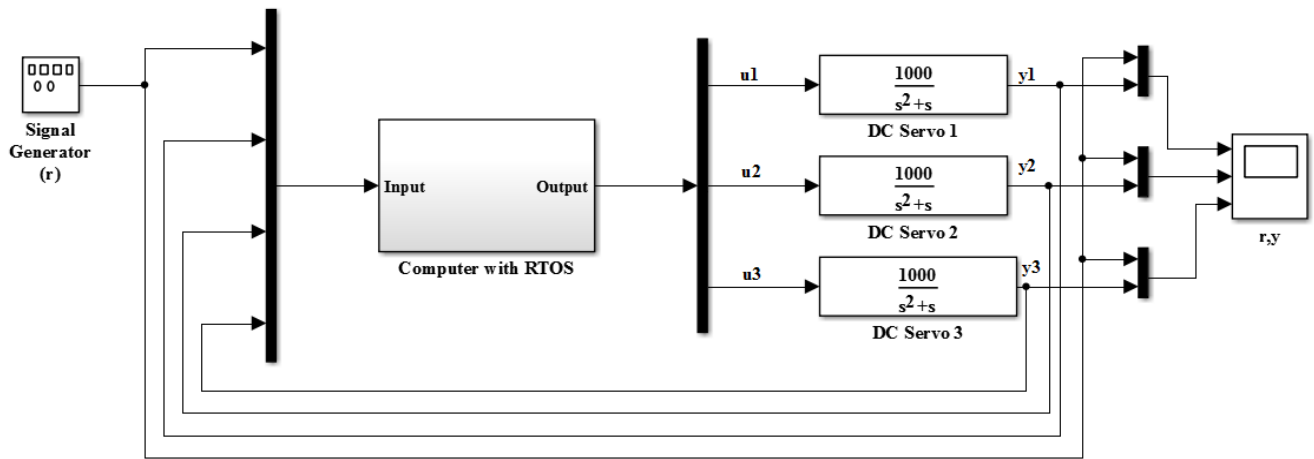 Signal
Generator
(r)
Input
Output
Computer with RTOS
u1
u2
u3
1000
s²+s
DC Servo 1
1000
s²+s
DC Servo 2
1000
s²+s
DC Servo 3
y1
y2
y3
r,y